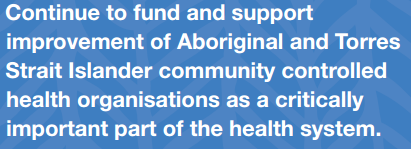 Continue to fund and support
improvement of Aboriginal and Torres
Strait Islander community controlled
health organisations as a critically
important part of the health system.